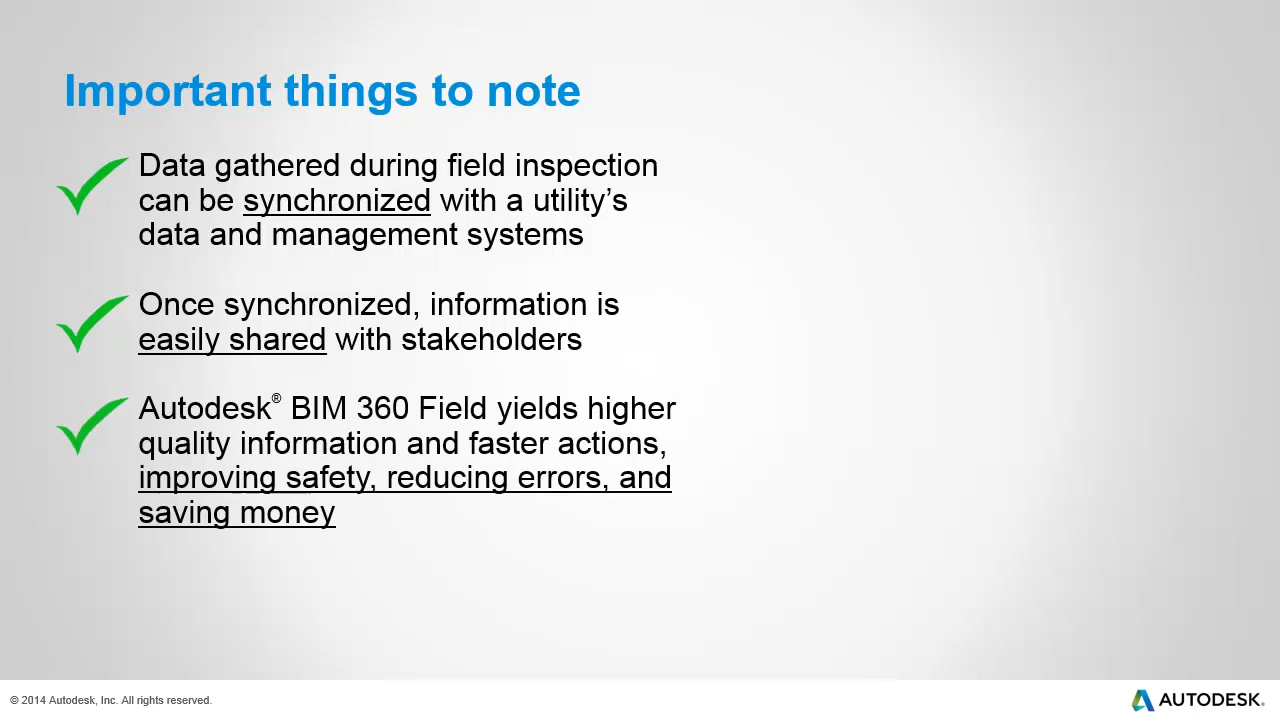 Important things to note
Data gathered during field inspection
can be synchronized with a utility’s
data and management systems
Once synchronized, information is
easily shared with stakeholders
Autodesk® BIM 360 Field yields higher
quality information and faster actions,
improving safety, reducing errors, and
saving money
© 2014 Autodesk, Inc. All rights reserved.
AUTODESK®